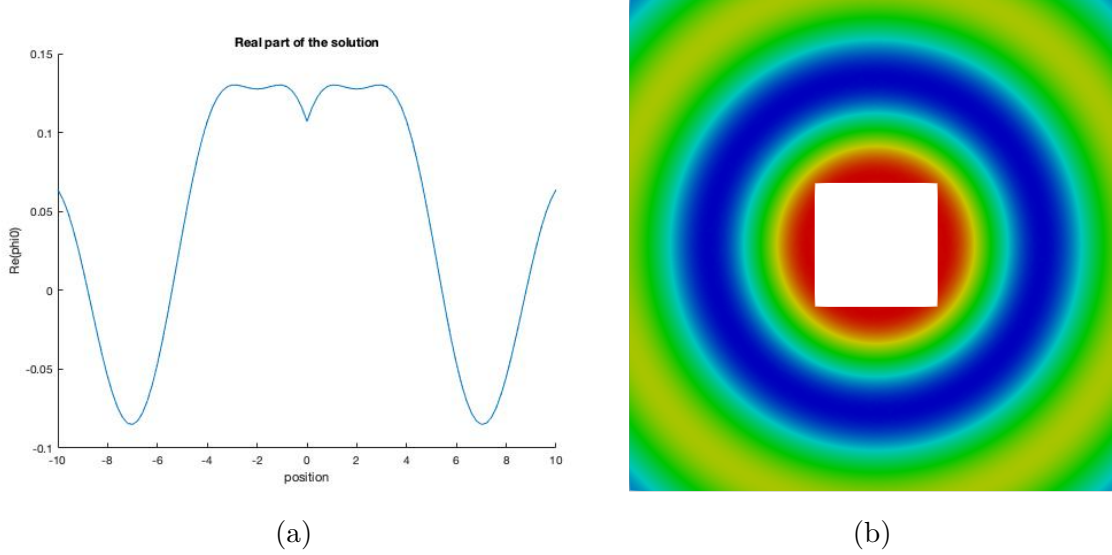 Real part of the solution
0.15
0.1
0.05
0
-0.05
-0.1
Re(phi0)
-10 -8 -6 -4 -2 0 2 4 6 8 10
position
(a)
(b)